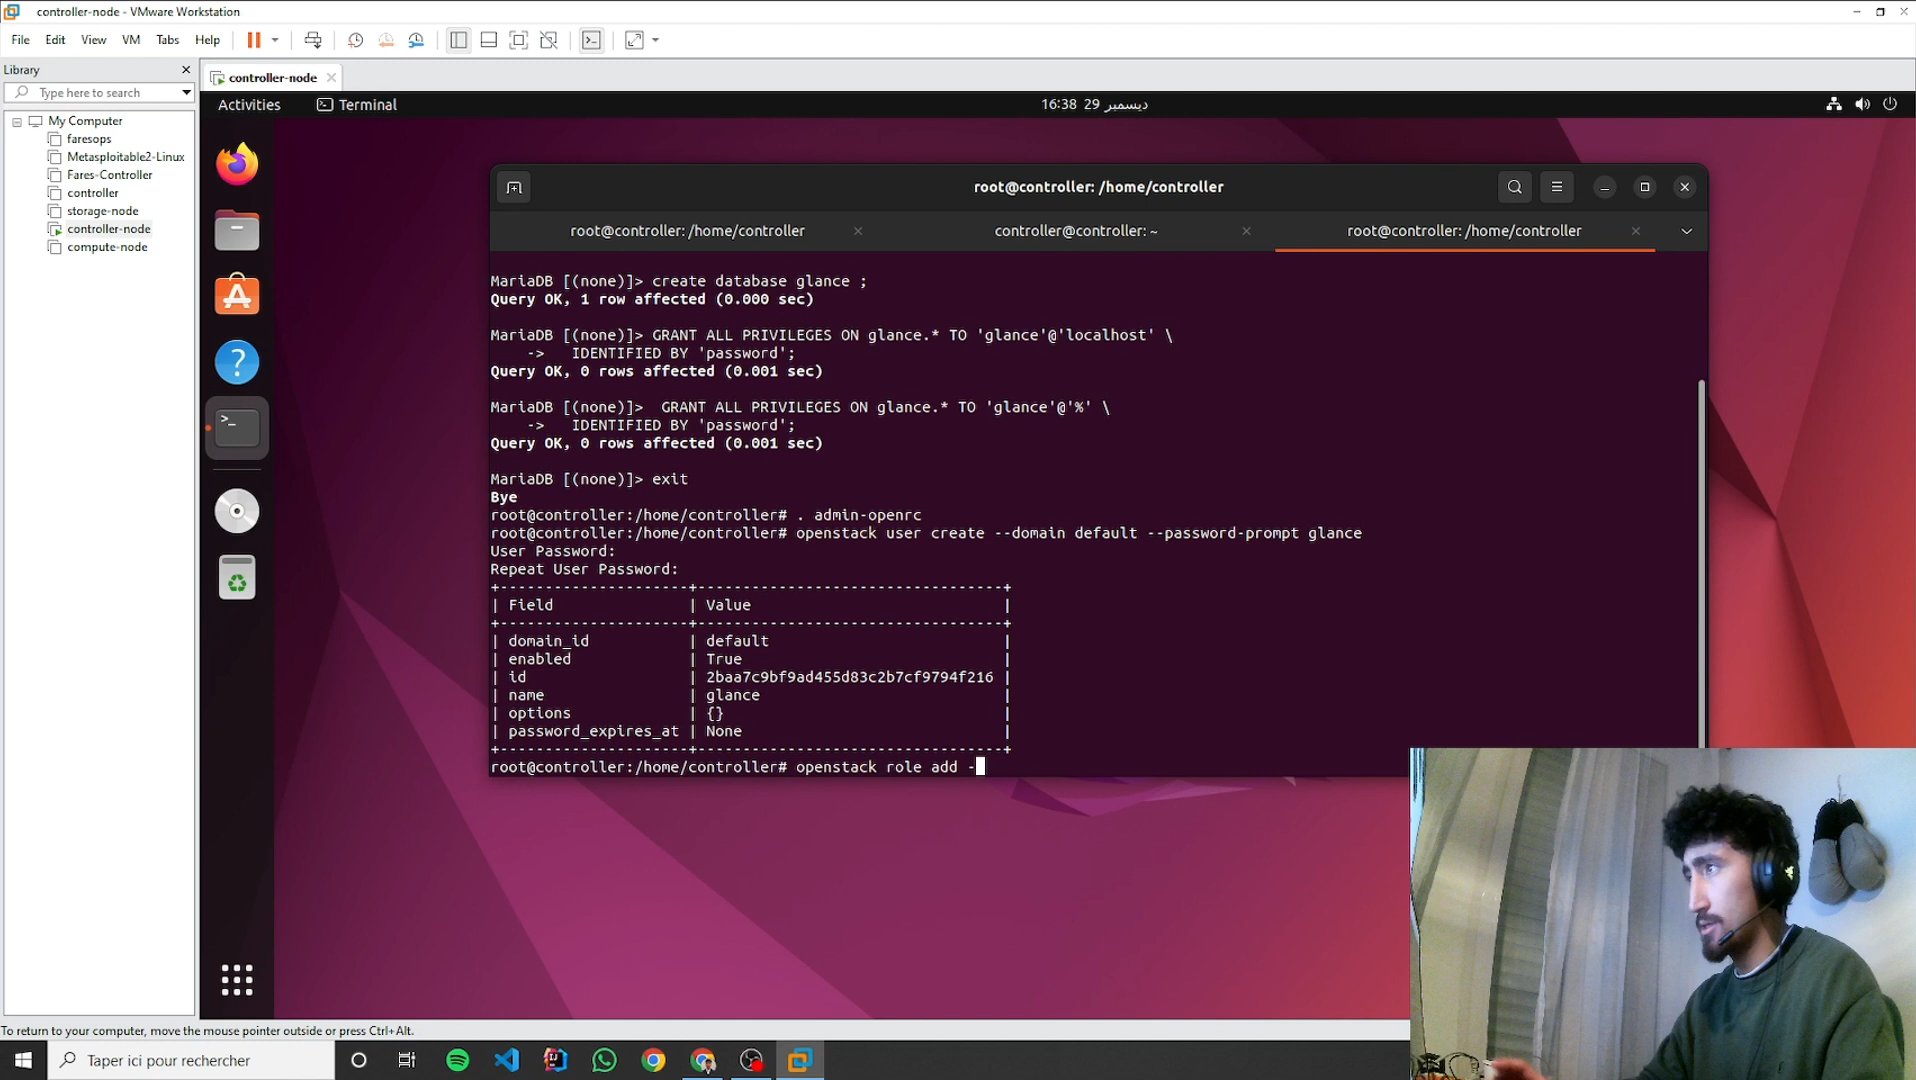 controller-node - VMware Workstation
File Edit View VM Tabs Help
Library
Type here to search
My Computer
faresops
Metasploitable2-Linux
Fares-Controller
controller
storage-node
controller-node
compute-node
controller-node
Activities Terminal 16:38 29 ديسمبر
root@controller: /home/controller
root@controller: /home/controller controller@controller: ~ root@controller: /home/controller
MariaDB [(none)]> create database glance ;
Query OK, 1 row affected (0.000 sec)
MariaDB [(none)]> GRANT ALL PRIVILEGES ON glance.* TO 'glance'@'localhost' \
-> IDENTIFIED BY 'password';
Query OK, 0 rows affected (0.001 sec)
MariaDB [(none)]> GRANT ALL PRIVILEGES ON glance.* TO 'glance'@'%' \
-> IDENTIFIED BY 'password';
Query OK, 0 rows affected (0.001 sec)
MariaDB [(none)]> exit
Bye
root@controller:/home/controller# . admin-openrc
root@controller:/home/controller# openstack user create --domain default --password-prompt glance
User Password:
Repeat User Password:
+---------------------+----------------------------------+
| Field | Value |
+---------------------+----------------------------------+
| domain_id | default |
| enabled | True |
| id | 2baa7c9bf9ad455d83c2b7cf9794f216 |
| name | glance |
| options | {} |
| password_expires_at | None |
+---------------------+----------------------------------+
root@controller:/home/controller# openstack role add -
To return to your computer, move the mouse pointer outside or press Ctrl+Alt.
Taper ici pour rechercher